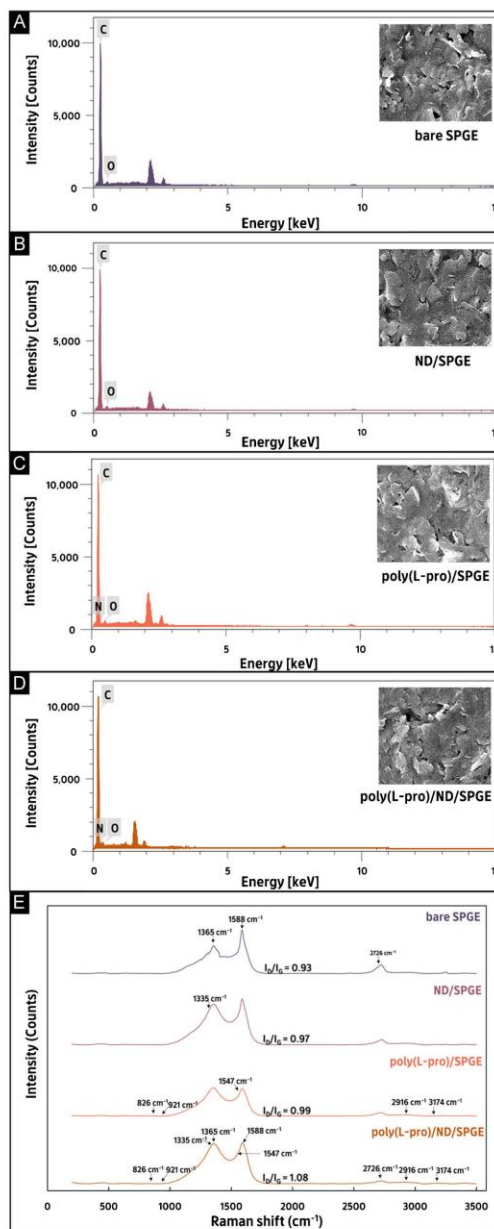 A
Intensity [Counts]
10,000
5,000
0
C
O
bare SPGE
0 5 10 15
Energy [keV]
B
Intensity [Counts]
10,000
5,000
0
C
O
ND/SPGE
0 5 10 15
Energy [keV]
C
Intensity [Counts]
10,000
5,000
0
C
N O
poly(L-pro)/SPGE
0 5 10 15
Energy [keV]
D
Intensity [Counts]
10,000
5,000
0
C
N O
poly(L-pro)/ND/SPGE
0 5 10 15
Energy [keV]
E
Intensity (Counts)
bare SPGE
1365 cm⁻¹
1588 cm⁻¹
2726 cm⁻¹
I_D/I_G = 0.93
ND/SPGE
1335 cm⁻¹
I_D/I_G = 0.97
poly(L-pro)/SPGE
826 cm⁻¹
921 cm⁻¹
1547 cm⁻¹
2916 cm⁻¹ 3174 cm⁻¹
I_D/I_G = 0.99
poly(L-pro)/ND/SPGE
1365 cm⁻¹ 1588 cm⁻¹
1335 cm⁻¹
1547 cm⁻¹
826 cm⁻¹ 921 cm⁻¹
2726 cm⁻¹ 2916 cm⁻¹ 3174 cm⁻¹
I_D/I_G = 1.08
0 500 1000 1500 2000 2500 3000 3500
Raman shift (cm⁻¹)